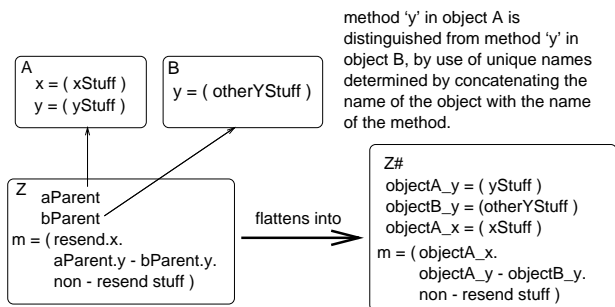 method 'y' in object A is
distinguished from method 'y' in
object B, by use of unique names
determined by concatenating the
name of the object with the name
of the method.
A
x = ( xStuff )
y = ( yStuff )
B
y = ( otherYStuff )
Z
aParent
bParent
m = ( resend.x.
aParent.y - bParent.y.
non - resend stuff )
flattens into
Z#
objectA_y = ( yStuff )
objectB_y = (otherYStuff )
objectA_x = ( xStuff )
m = ( objectA_x.
objectA_y - objectB_y.
non - resend stuff )